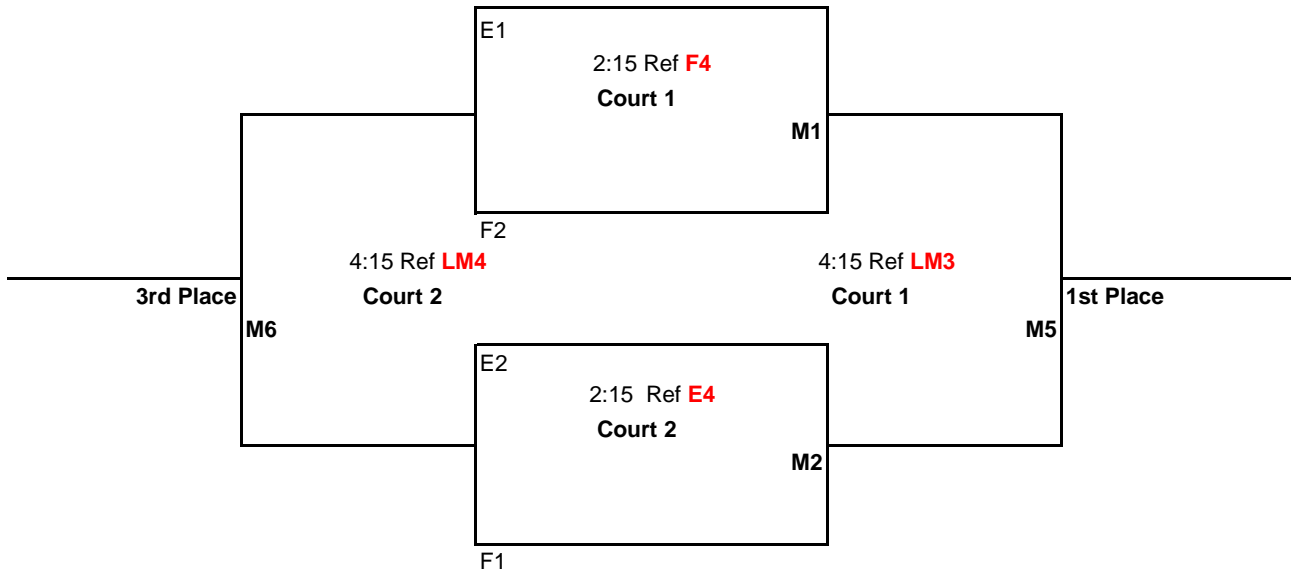 E1
2:15 Ref F4
Court 1
M1
F2
4:15 Ref LM4
Court 2
4:15 Ref LM3
Court 1
3rd Place
1st Place
M6
M5
E2
2:15 Ref E4
Court 2
M2
F1